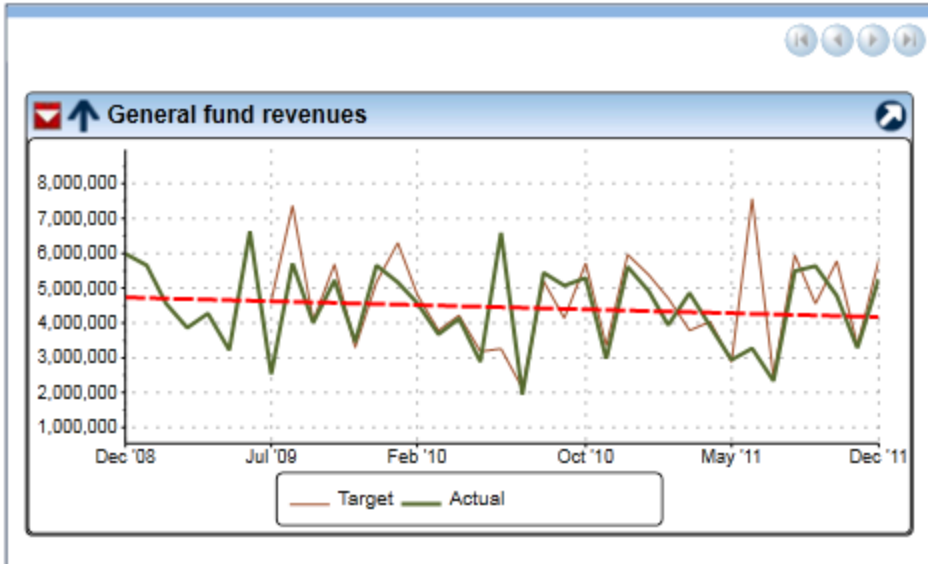 General fund revenues
8,000,000
7,000,000
6,000,000
5,000,000
4,000,000
3,000,000
2,000,000
1,000,000
Dec '08 Jul '09 Feb '10 Oct '10 May '11 Dec '11
Target Actual